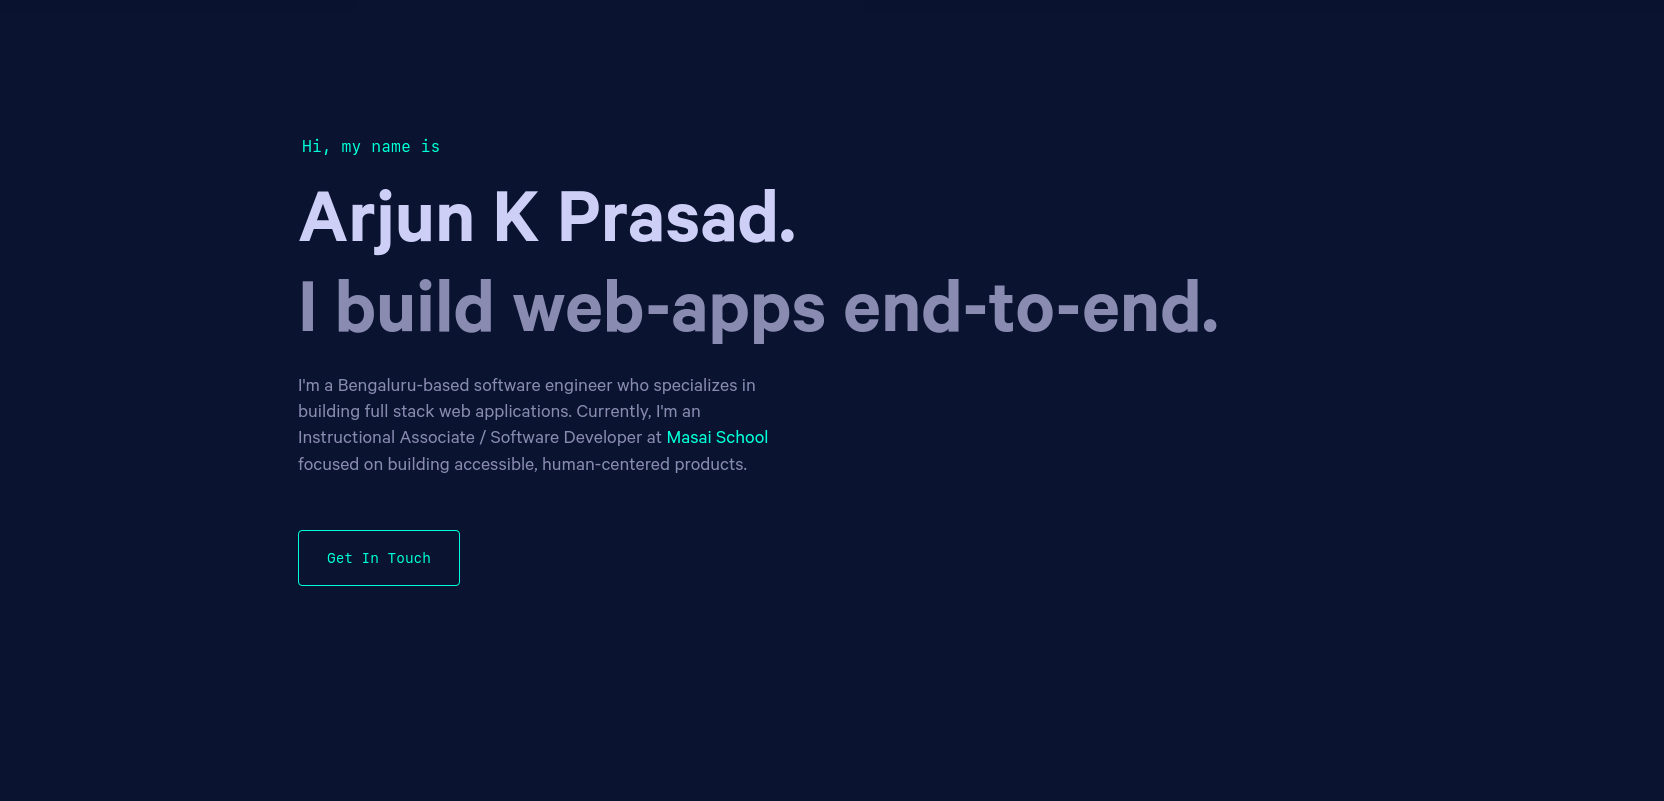 Hi, my name is
Arjun K Prasad.
I build web-apps end-to-end.
I'm a Bengaluru-based software engineer who specializes in
building full stack web applications. Currently, I'm an
Instructional Associate / Software Developer at Masai School
focused on building accessible, human-centered products.
Get In Touch